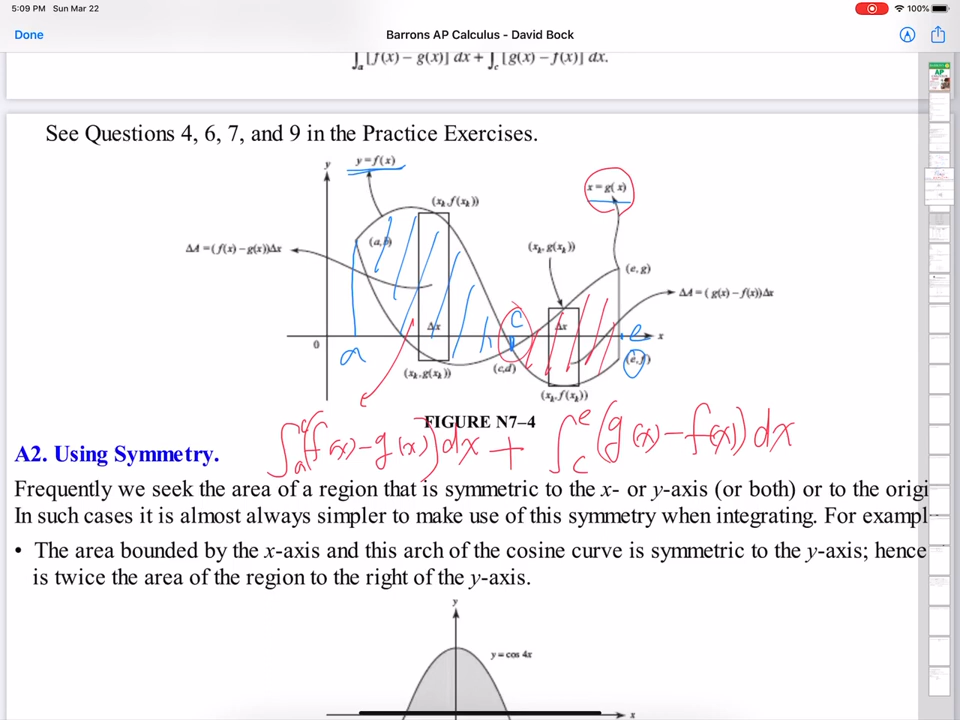 5:09 PM Sun Mar 22
100%
Done
Barrons AP Calculus - David Bock
∫a [f(x) − g(x)] dx + ∫c [g(x) − f(x)] dx.
See Questions 4, 6, 7, and 9 in the Practice Exercises.
y
y = f(x)
x = g(x)
(xk, f(xk))
(a, b)
(xk, g(xk))
ΔA = (f(x) − g(x))Δx
(e, g)
ΔA = (g(x) − f(x))Δx
c
Δx
Δx
e
x
0
a
(c,d)
(e, f)
(xk, g(xk))
(xk, f(xk))
FIGURE N7–4
∫a^c (f(x) − g(x)) dx + ∫c^e (g(x) − f(x)) dx
A2. Using Symmetry.
Frequently we seek the area of a region that is symmetric to the x- or y-axis (or both) or to the origi
In such cases it is almost always simpler to make use of this symmetry when integrating. For exampl
• The area bounded by the x-axis and this arch of the cosine curve is symmetric to the y-axis; hence
is twice the area of the region to the right of the y-axis.
y
y = cos 4x
x